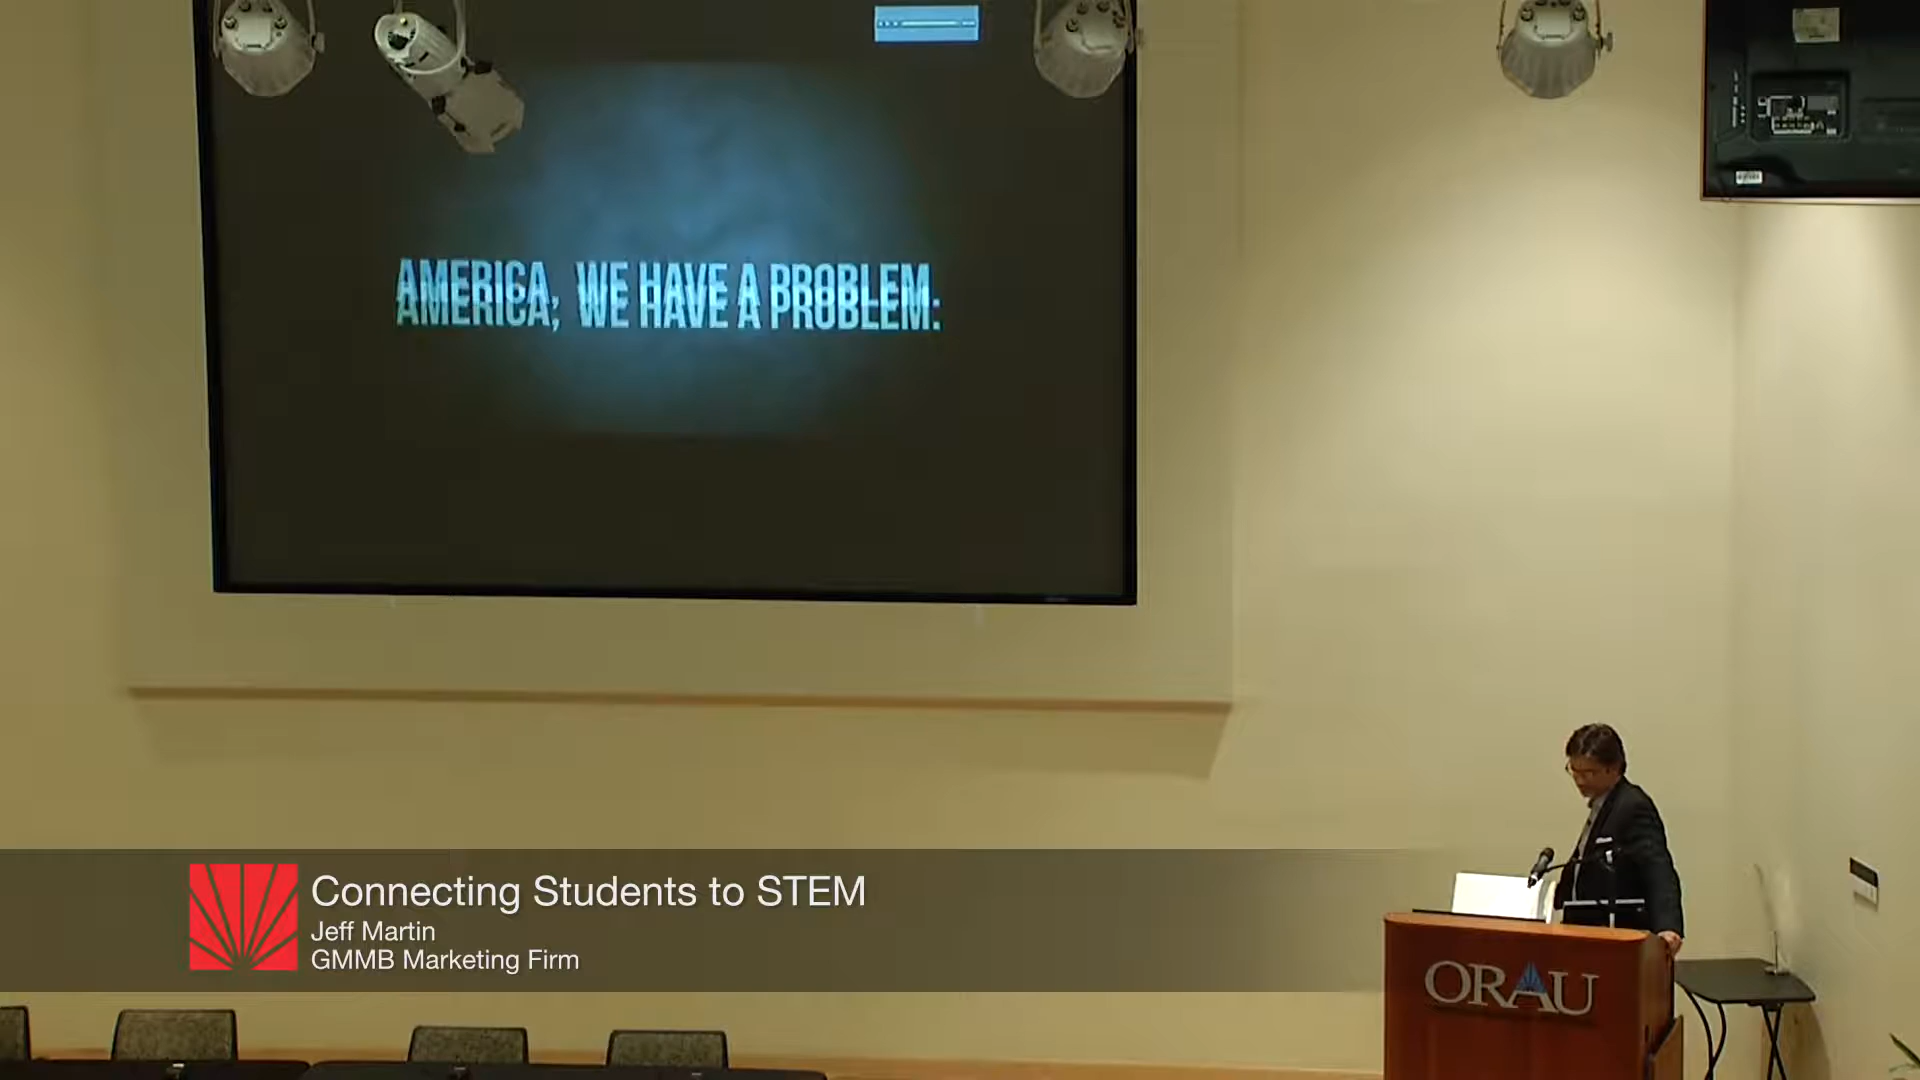 AMERICA, WE HAVE A PROBLEM:
Connecting Students to STEM
Jeff Martin
GMMB Marketing Firm
ORAU